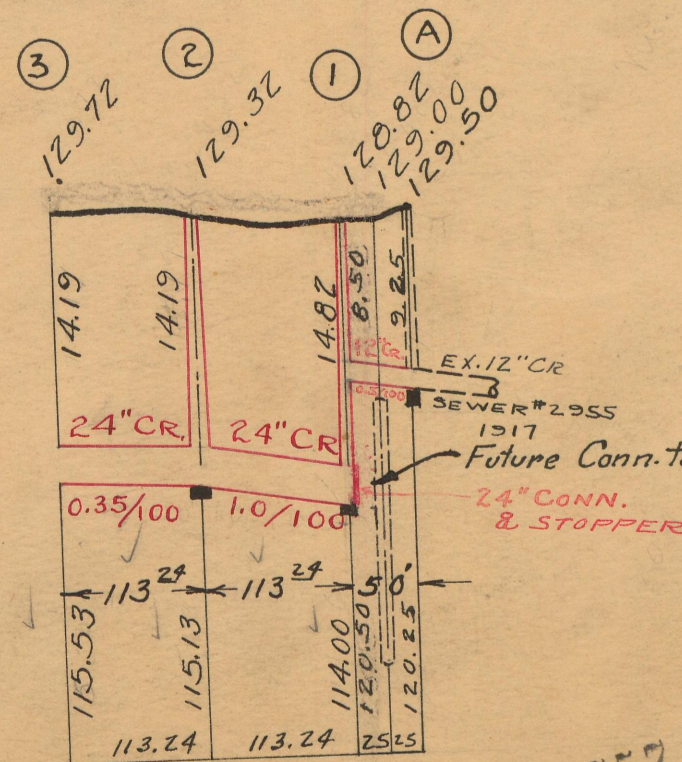 3 2 1 A
129.72 129.32 128.82 129.00 129.50
14.19 14.19 14.82 8.50 9.25
12"Cr. EX. 12"CR
0.5/100
SEWER #2955
1917
24"CR. 24"CR
Future Conn. to
24" CONN.
& STOPPER
0.35/100 1.0/100
113 24 113 24 50'
115.53 115.13 114.00 120.50 120.25
113.24 113.24 25 25